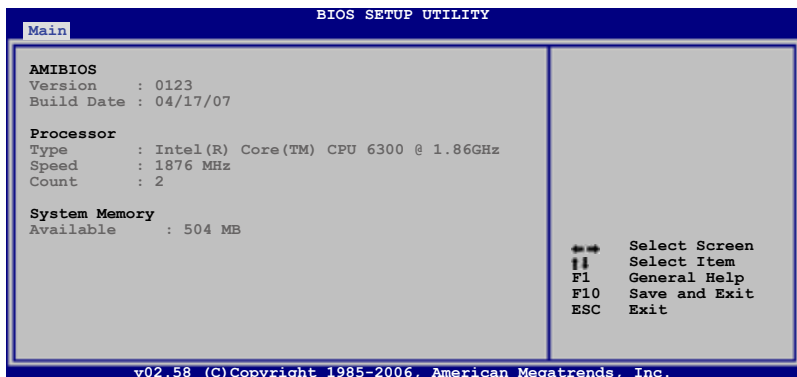 BIOS SETUP UTILITY
Main
AMIBIOS
Version : 0123
Build Date : 04/17/07
Processor
Type : Intel(R) Core(TM) CPU 6300 @ 1.86GHz
Speed : 1876 MHz
Count : 2
System Memory
Available : 504 MB
←→ Select Screen
↑↓ Select Item
F1 General Help
F10 Save and Exit
ESC Exit
v02.58 (C)Copyright 1985-2006, American Megatrends, Inc.